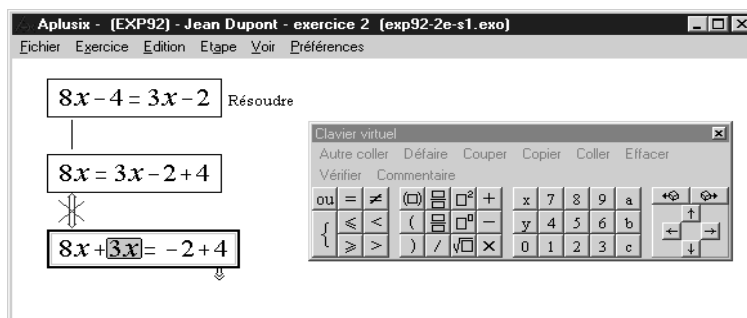 Aplusix - (EXP92) - Jean Dupont - exercice 2 (exp92-2e-s1.exo)
Fichier Exercice Edition Etape Voir Préférences
8x - 4 = 3x - 2 Résoudre
8x = 3x - 2 + 4
8x + 3x = -2 + 4
Clavier virtuel
Autre coller Défaire Couper Copier Coller Effacer
Vérifier Commentaire
ou = ≠ (□) □² + x 7 8 9 a
{ ⩽ < ( □⁰ − y 4 5 6 b
⩾ > ) / √□ × 0 1 2 3 c